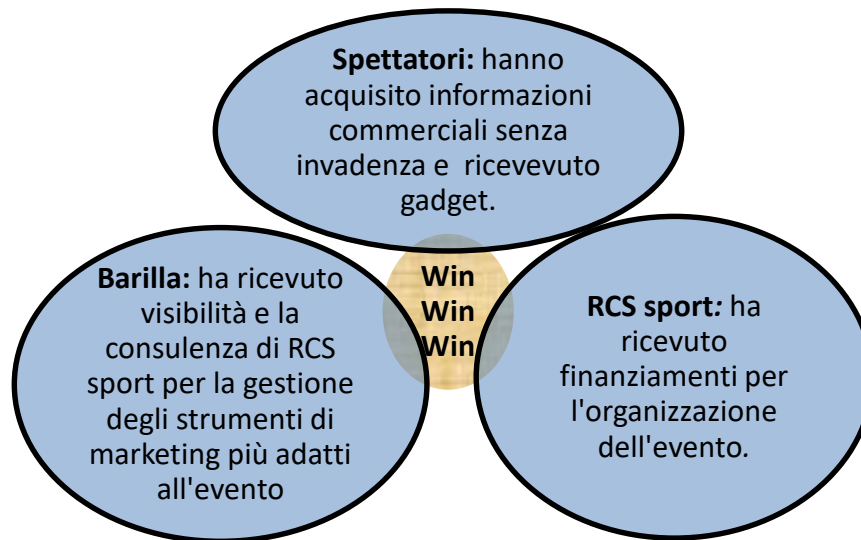 Spettatori: hanno
acquisito informazioni
commerciali senza
invadenza e  ricevevuto
gadget.
Win
Win
Win
Barilla: ha ricevuto
visibilità e la
consulenza di RCS
sport per la gestione
degli strumenti di
marketing più adatti
all'evento
RCS sport: ha
ricevuto
finanziamenti per
l'organizzazione
dell'evento.